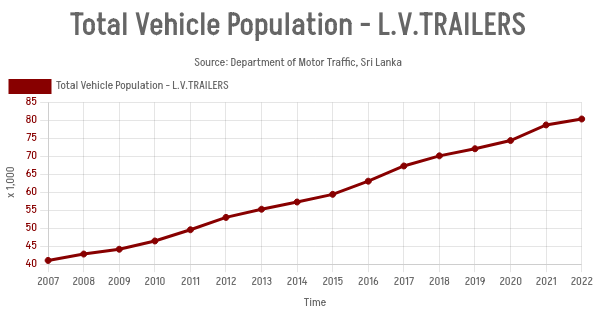 Total Vehicle Population - L.V.TRAILERS
Source: Department of Motor Traffic, Sri Lanka
Total Vehicle Population - L.V.TRAILERS
85
80
75
70
65
60
55
50
45
40
x 1,000
2007 2008 2009 2010 2011 2012 2013 2014 2015 2016 2017 2018 2019 2020 2021 2022
Time